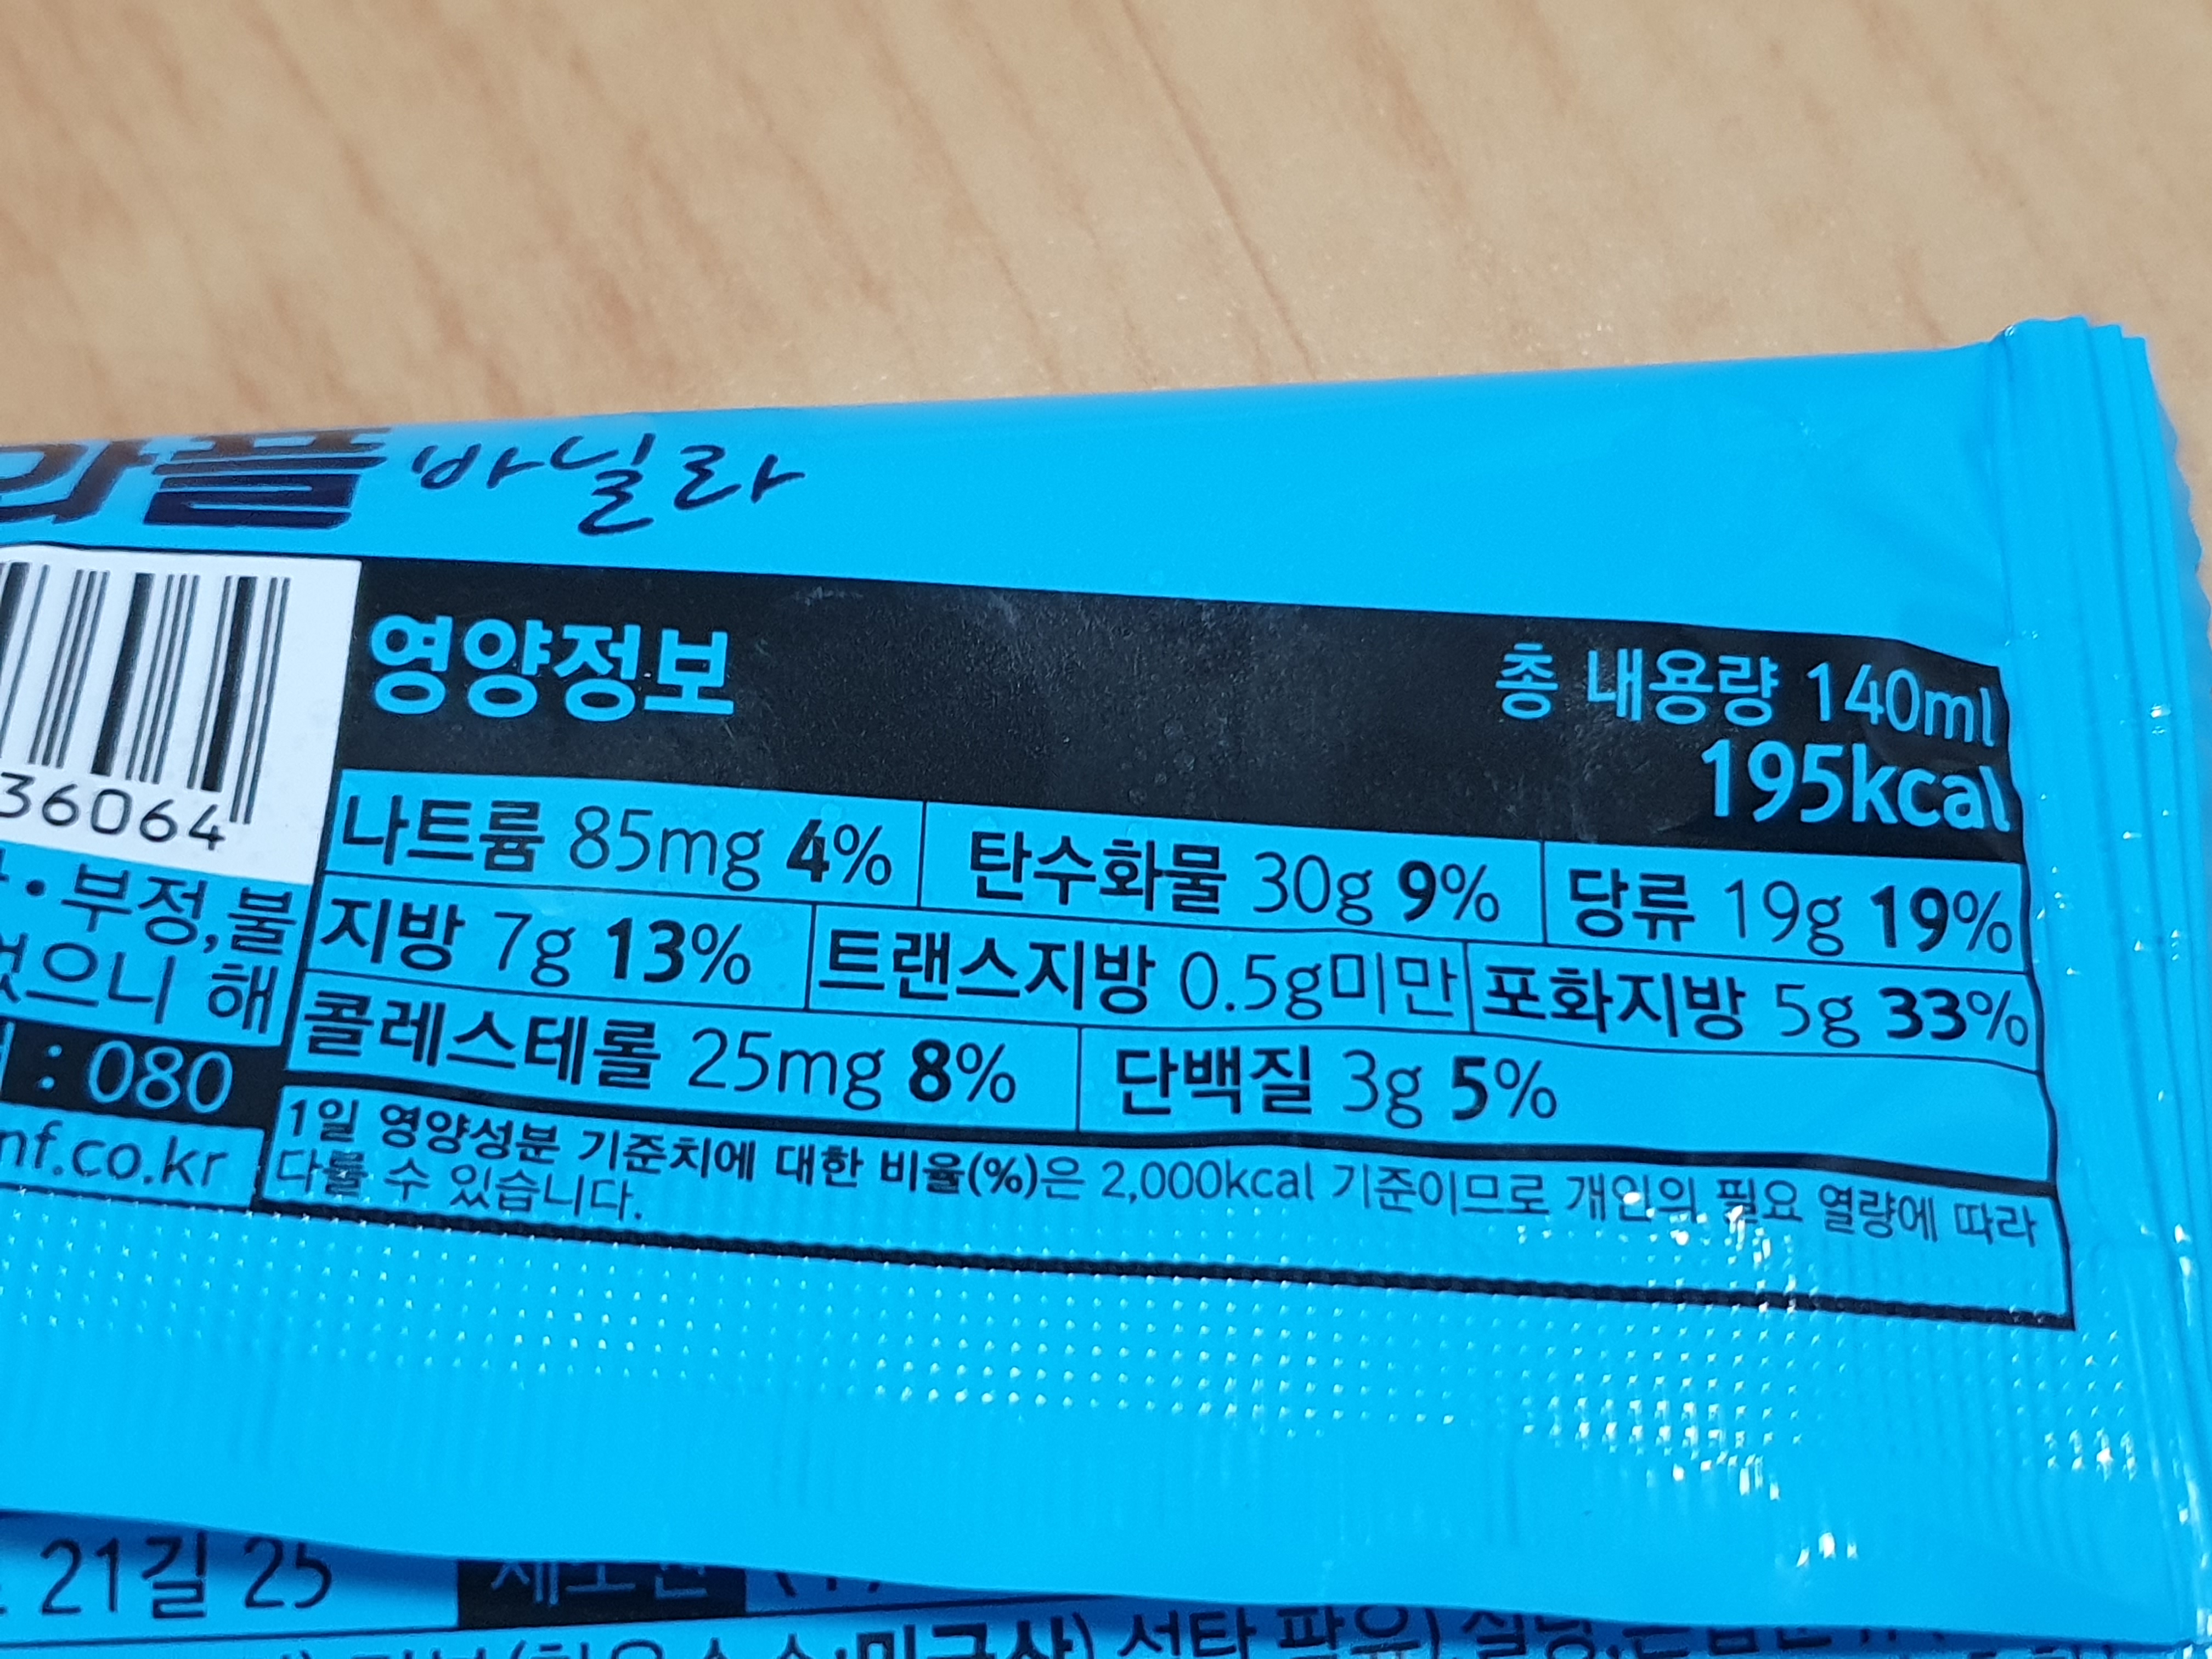 바닐라
영양정보
총 내용량 140ml
195kcal
36064
나트륨 85mg 4% 탄수화물 30g 9% 당류 19g 19%
지방 7g 13% 트랜스지방 0.5g미만 포화지방 5g 33%
콜레스테롤 25mg 8% 단백질 3g 5%
1일 영양성분 기준치에 대한 비율(%)은 2,000kcal 기준이므로 개인의 필요 열량에 따라
다를 수 있습니다.
부정,불
으니 해
: 080
nf.co.kr
21길 25